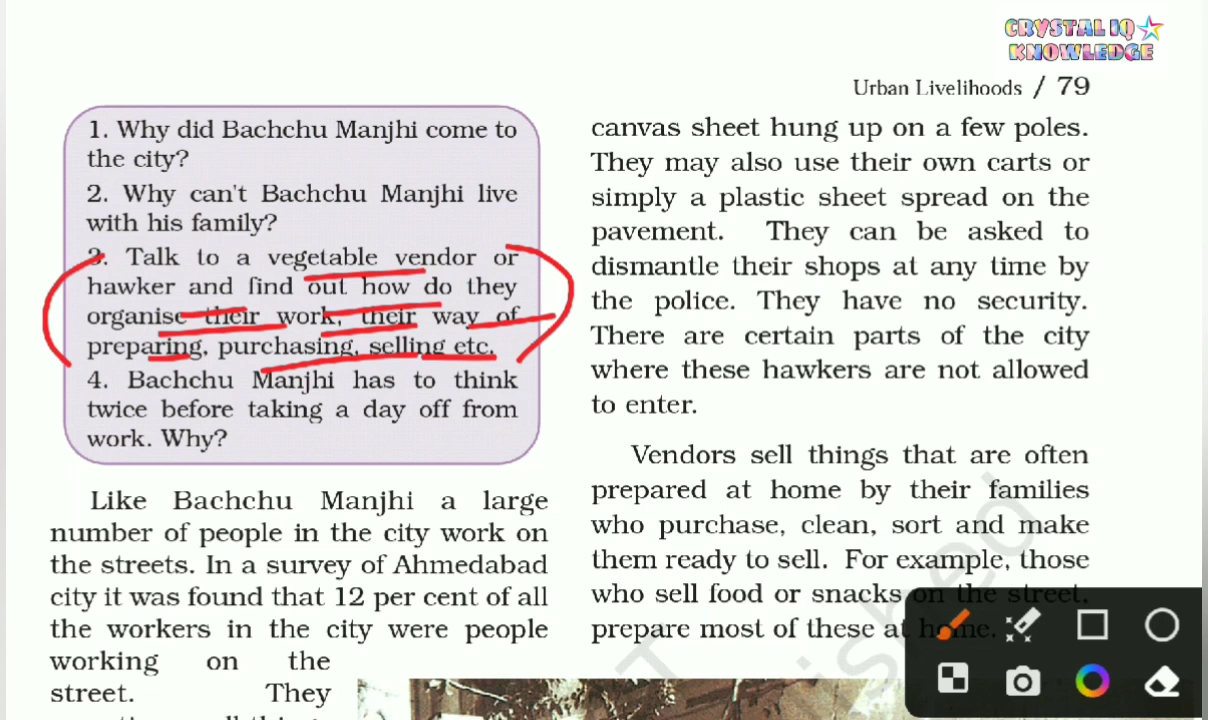 CRYSTAL IQ
KNOWLEDGE
Urban Livelihoods / 79
1. Why did Bachchu Manjhi come to
the city?
2. Why can't Bachchu Manjhi live
with his family?
3. Talk to a vegetable vendor or
hawker and find out how do they
organise their work, their way of
preparing, purchasing, selling etc.
4. Bachchu Manjhi has to think
twice before taking a day off from
work. Why?
Like Bachchu Manjhi a large
number of people in the city work on
the streets. In a survey of Ahmedabad
city it was found that 12 per cent of all
the workers in the city were people
working on the
street. They
canvas sheet hung up on a few poles.
They may also use their own carts or
simply a plastic sheet spread on the
pavement. They can be asked to
dismantle their shops at any time by
the police. They have no security.
There are certain parts of the city
where these hawkers are not allowed
to enter.
Vendors sell things that are often
prepared at home by their families
who purchase, clean, sort and make
them ready to sell. For example, those
who sell food or snacks on the street,
prepare most of these at home.